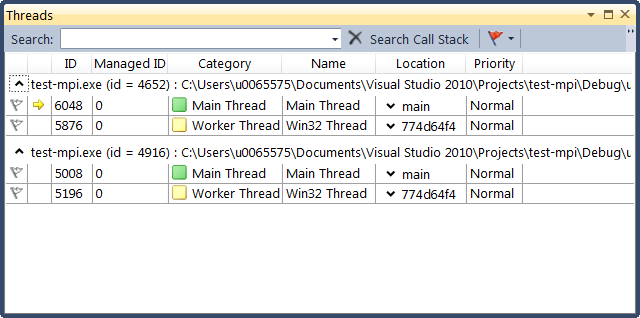 Threads
Search: Search Call Stack
ID Managed ID Category Name Location Priority
test-mpi.exe (id = 4652) : C:\Users\u0065575\Documents\Visual Studio 2010\Projects\test-mpi\Debug\u
6048 0 Main Thread Main Thread main Normal
5876 0 Worker Thread Win32 Thread 774d64f4 Normal
test-mpi.exe (id = 4916) : C:\Users\u0065575\Documents\Visual Studio 2010\Projects\test-mpi\Debug\u
5008 0 Main Thread Main Thread main Normal
5196 0 Worker Thread Win32 Thread 774d64f4 Normal